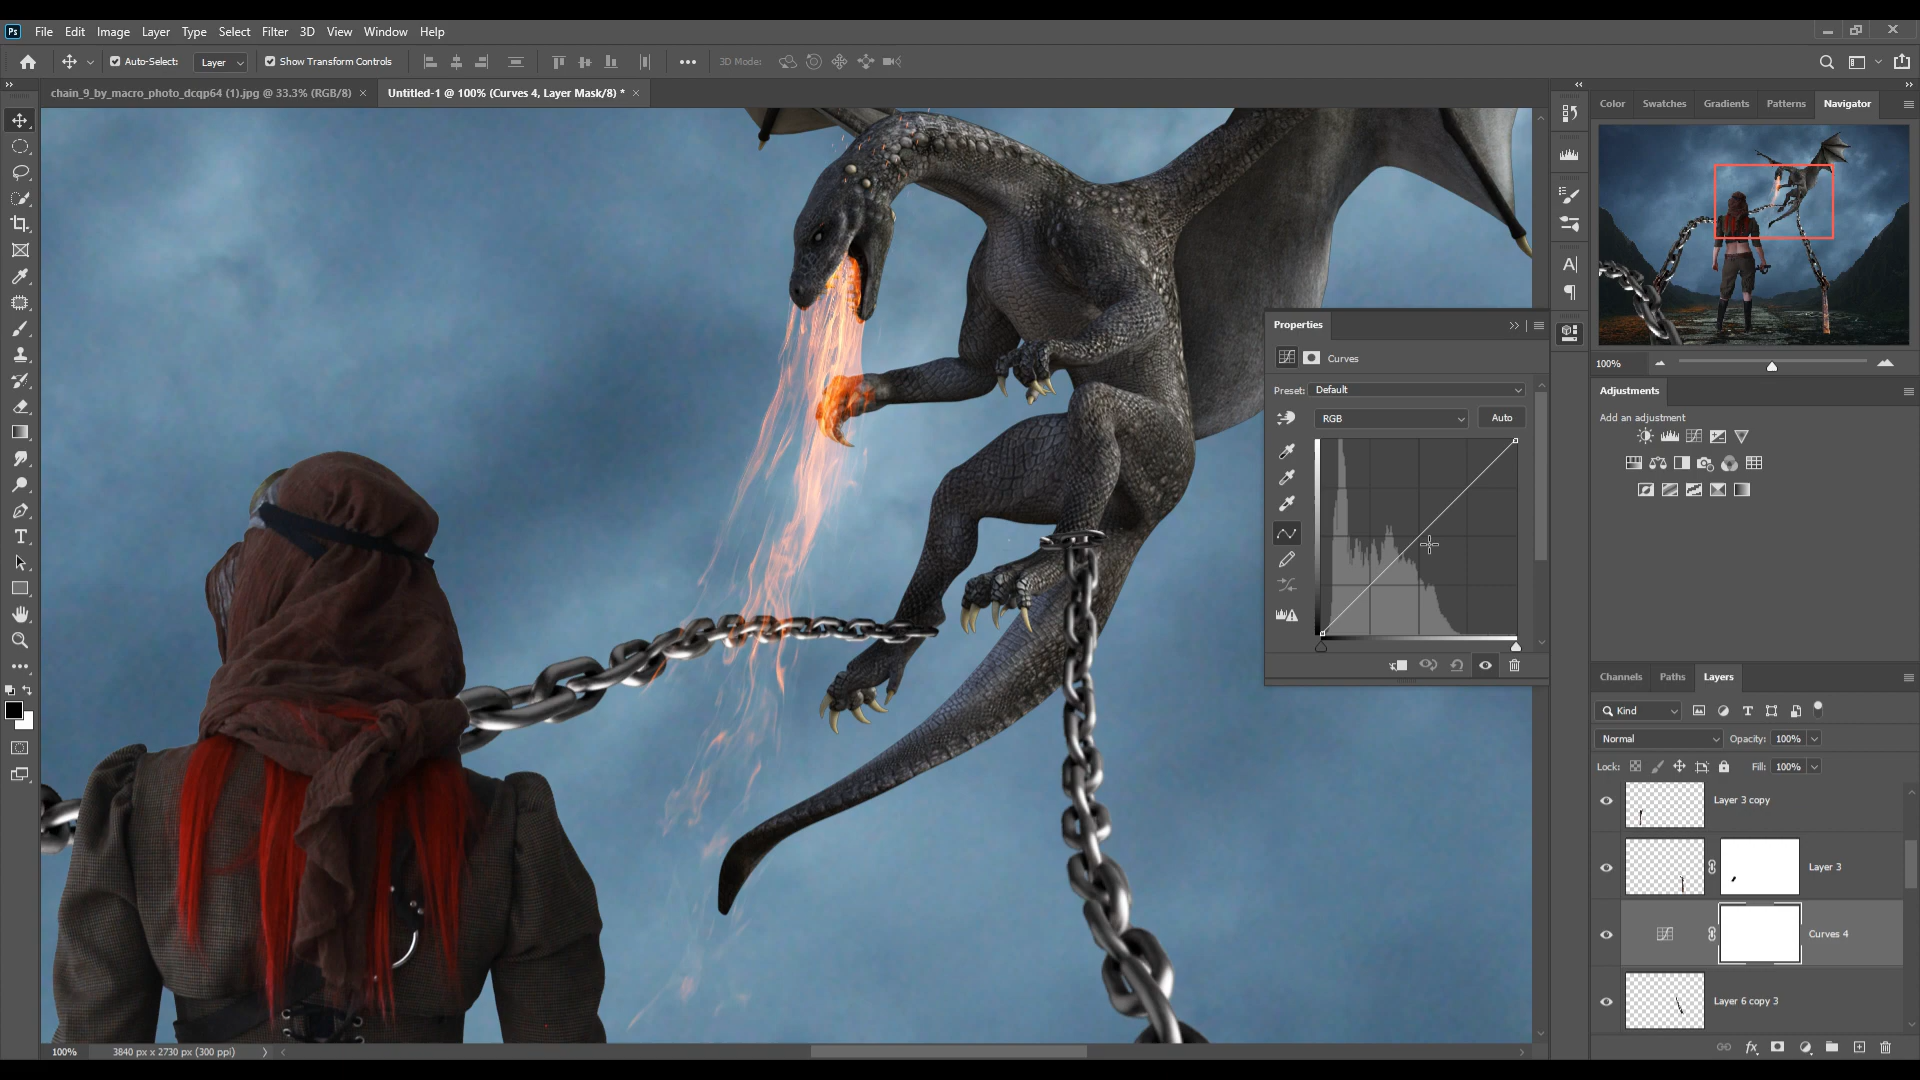 Ps File Edit Image Layer Type Select Filter 3D View Window Help
Auto-Select: Layer Show Transform Controls 3D Mode:
chain_9_by_macro_photo_dcqp64 (1).jpg @ 33.3% (RGB/8) ×
Untitled-1 @ 100% (Curves 4, Layer Mask/8) * ×
Color Swatches Gradients Patterns Navigator
100%
Adjustments
Add an adjustment
Properties
Curves
Preset: Default
RGB Auto
Channels Paths Layers
Kind
Normal Opacity: 100%
Lock: Fill: 100%
Layer 3 copy
Layer 3
Curves 4
Layer 6 copy 3
fx
100% 3840 px x 2730 px (300 ppi)